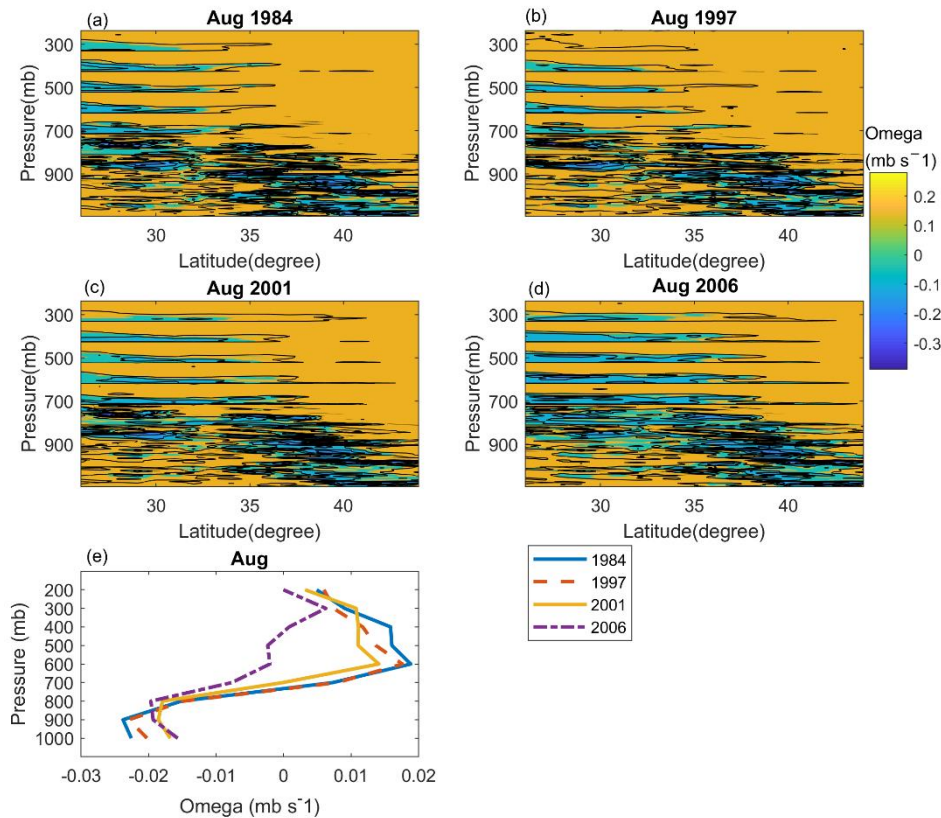 (a) Aug 1984
(b) Aug 1997
300
500
700
900
Pressure(mb)
30 35 40
Latitude(degree)
300
500
700
900
Pressure(mb)
30 35 40
Latitude(degree)
Omega
(mb s⁻1)
0.2
0.1
0
-0.1
-0.2
-0.3
(c) Aug 2001
(d) Aug 2006
300
500
700
900
Pressure(mb)
30 35 40
Latitude(degree)
300
500
700
900
Pressure(mb)
30 35 40
Latitude(degree)
(e) Aug
200
300
400
500
600
700
800
900
1000
Pressure (mb)
-0.03 -0.02 -0.01 0 0.01 0.02
Omega (mb s⁻1)
1984
1997
2001
2006